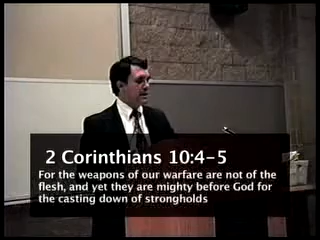 2 Corinthians 10:4-5
For the weapons of our warfare are not of the
flesh, and yet they are mighty before God for
the casting down of strongholds